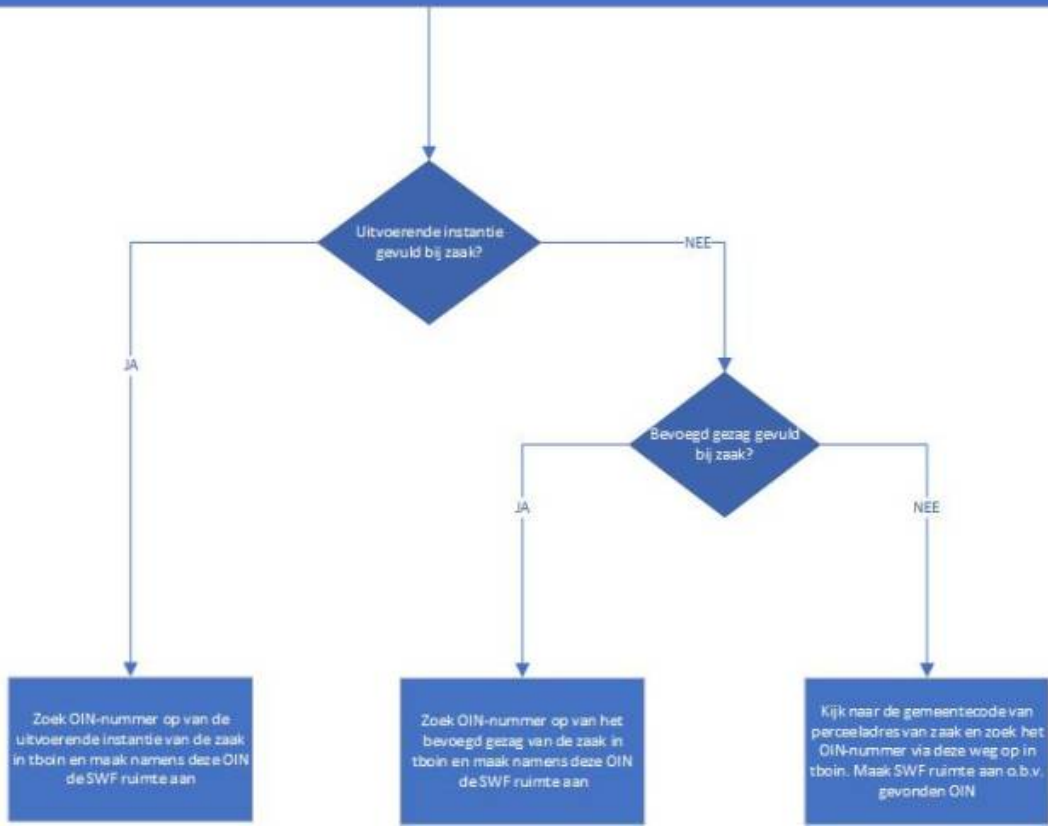 Uitvoerende instantie
gevuld bij zaak?
NEE
JA
Bevoegd gezag gevuld
bij zaak?
JA
NEE
Zoek OIN-nummer op van de
uitvoerende instantie van de zaak
in tboin en maak namens deze OIN
de SWF ruimte aan
Zoek OIN-nummer op van het
bevoegd gezag van de zaak in
tboin en maak namens deze OIN
de SWF ruimte aan
Kijk naar de gemeentecode van
perceeladres van zaak en zoek het
OIN-nummer via deze weg op in
tboin. Maak SWF ruimte aan o.b.v.
gevonden OIN